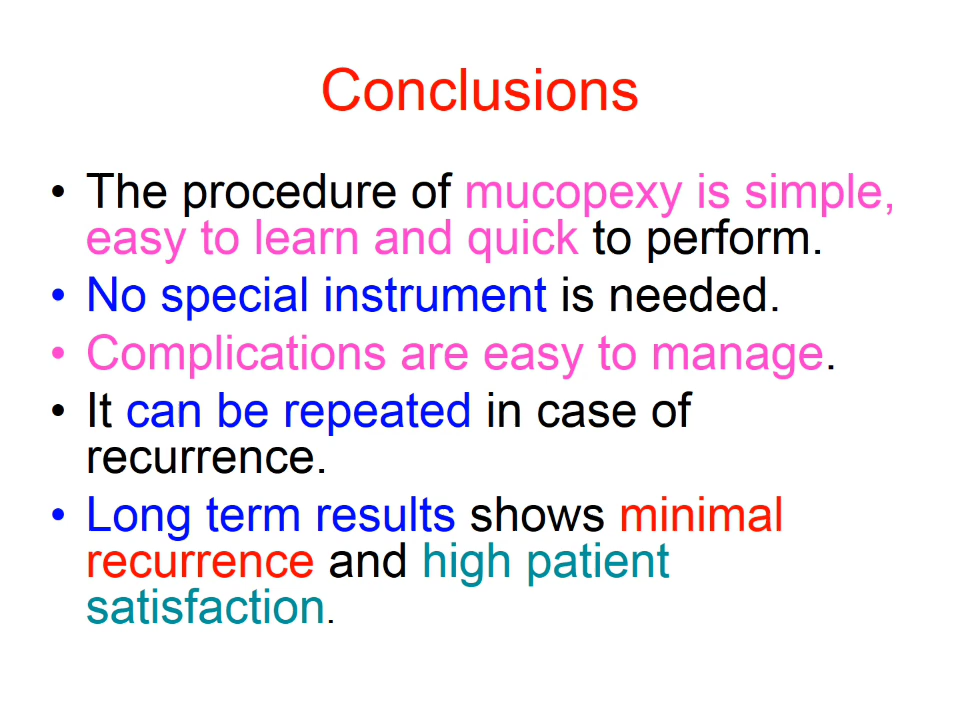 Conclusions
• The procedure of mucopexy is simple,
easy to learn and quick to perform.
• No special instrument is needed.
• Complications are easy to manage.
• It can be repeated in case of
recurrence.
• Long term results shows minimal
recurrence and high patient
satisfaction.